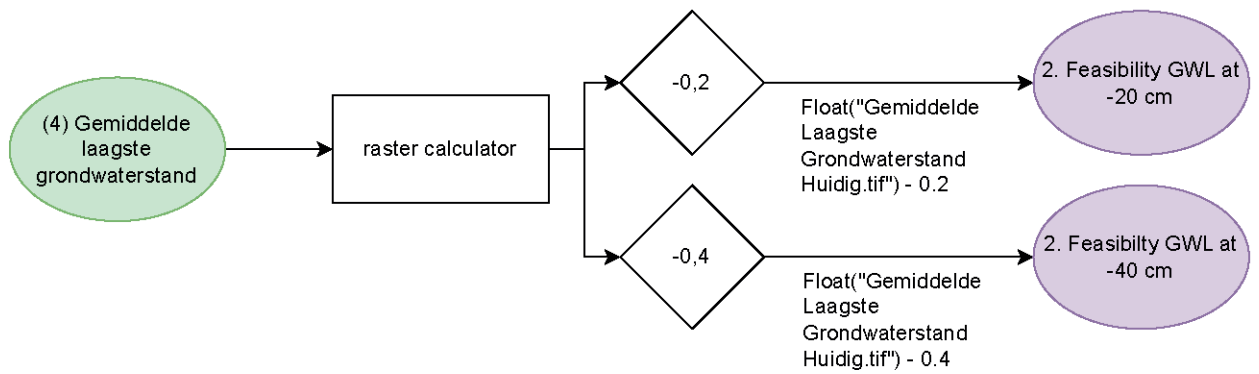 (4) Gemiddelde
laagste
grondwaterstand
raster calculator
-0,2
Float("Gemiddelde
Laagste
Grondwaterstand
Huidig.tif") - 0.2
2. Feasibility GWL at
-20 cm
-0,4
Float("Gemiddelde
Laagste
Grondwaterstand
Huidig.tif") - 0.4
2. Feasibilty GWL at
-40 cm